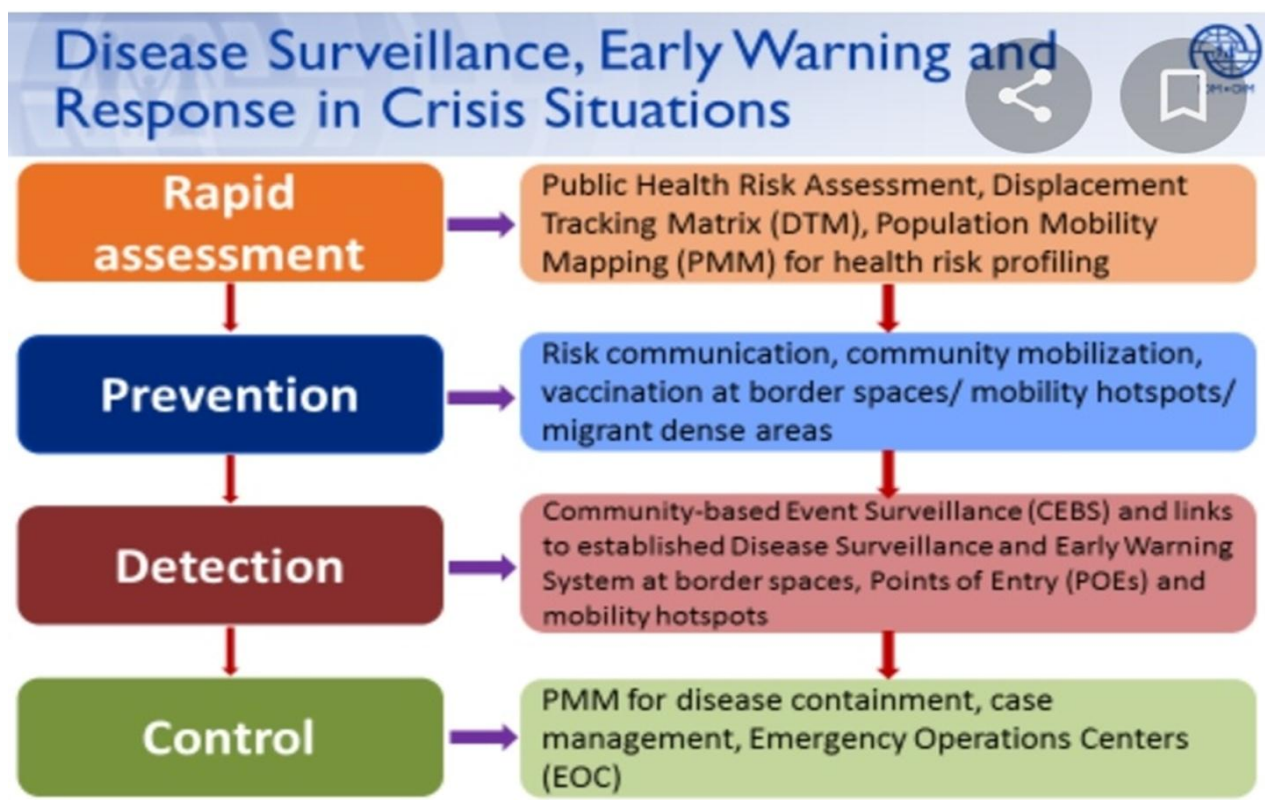 Disease Surveillance, Early Warning and
Response in Crisis Situations
Rapid
assessment
Public Health Risk Assessment, Displacement
Tracking Matrix (DTM), Population Mobility
Mapping (PMM) for health risk profiling
Prevention
Risk communication, community mobilization,
vaccination at border spaces/ mobility hotspots/
migrant dense areas
Detection
Community-based Event Surveillance (CEBS) and links
to established Disease Surveillance and Early Warning
System at border spaces, Points of Entry (POEs) and
mobility hotspots
Control
PMM for disease containment, case
management, Emergency Operations Centers
(EOC)